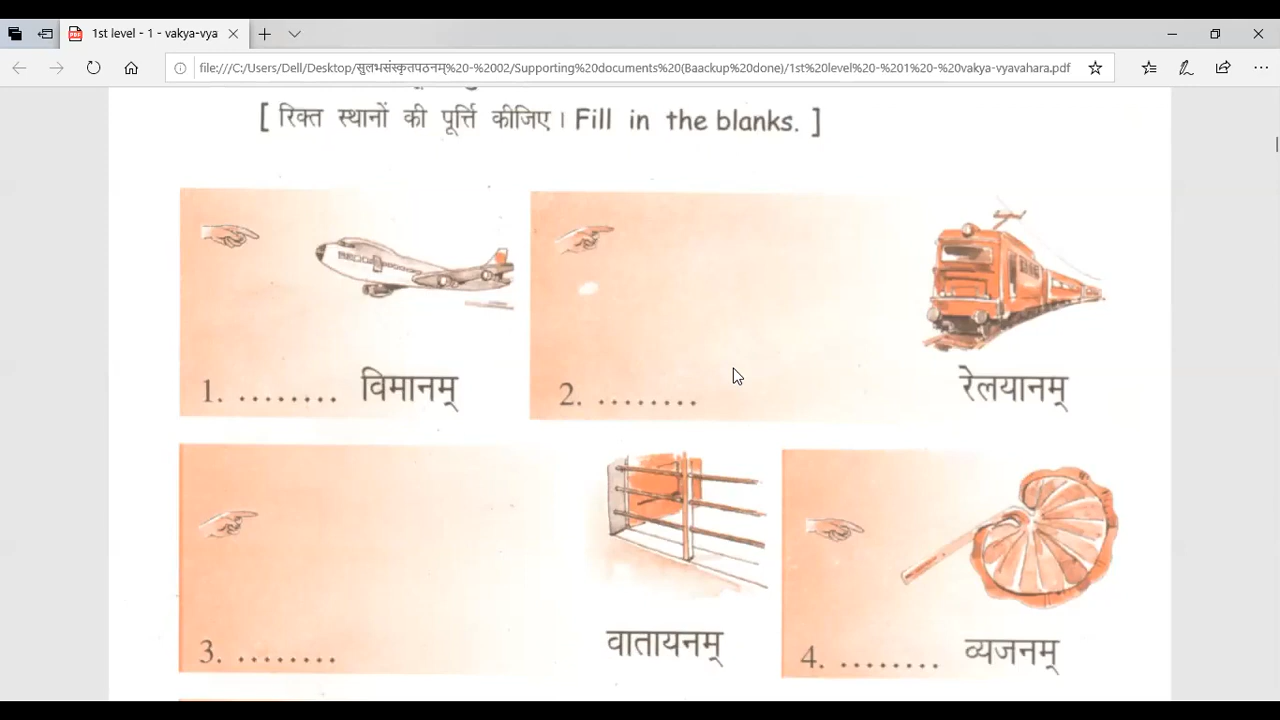 1st level - 1 - vakya-vya
file:///C:/Users/Dell/Desktop/सुलभसंस्कृतपठनम्%20-%2002/Supporting%20documents%20(Baackup%20done)/1st%20level%20-%201%20-%20vakya-vyavahara.pdf
[ रिक्त स्थानों की पूर्त्ति कीजिए । Fill in the blanks. ]
1. ........ विमानम्
2. ........ रेलयानम्
3. ........ वातायनम्
4. ........ व्यजनम्